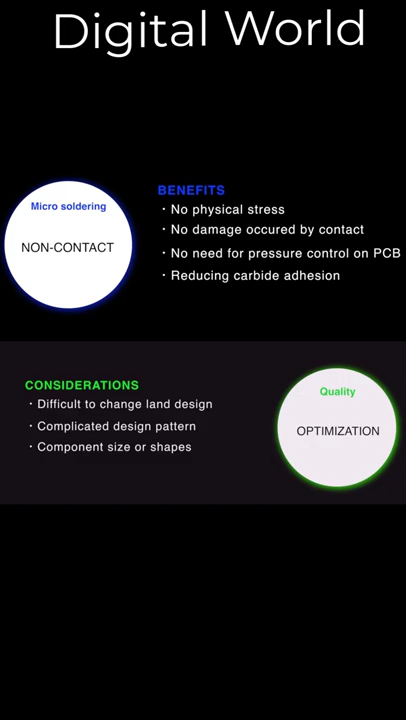 Digital World
Micro soldering
NON-CONTACT
BENEFITS
· No physical stress
· No damage occured by contact
· No need for pressure control on PCB
· Reducing carbide adhesion
CONSIDERATIONS
· Difficult to change land design
· Complicated design pattern
· Component size or shapes
Quality
OPTIMIZATION